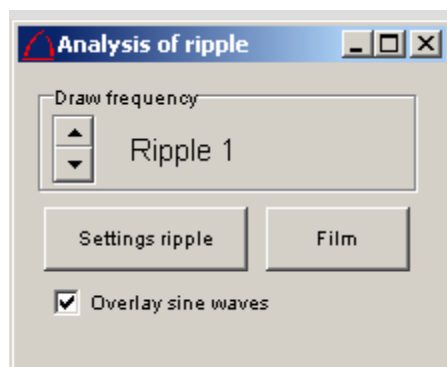 Analysis of ripple
Draw frequency
Ripple 1
Settings ripple Film
Overlay sine waves